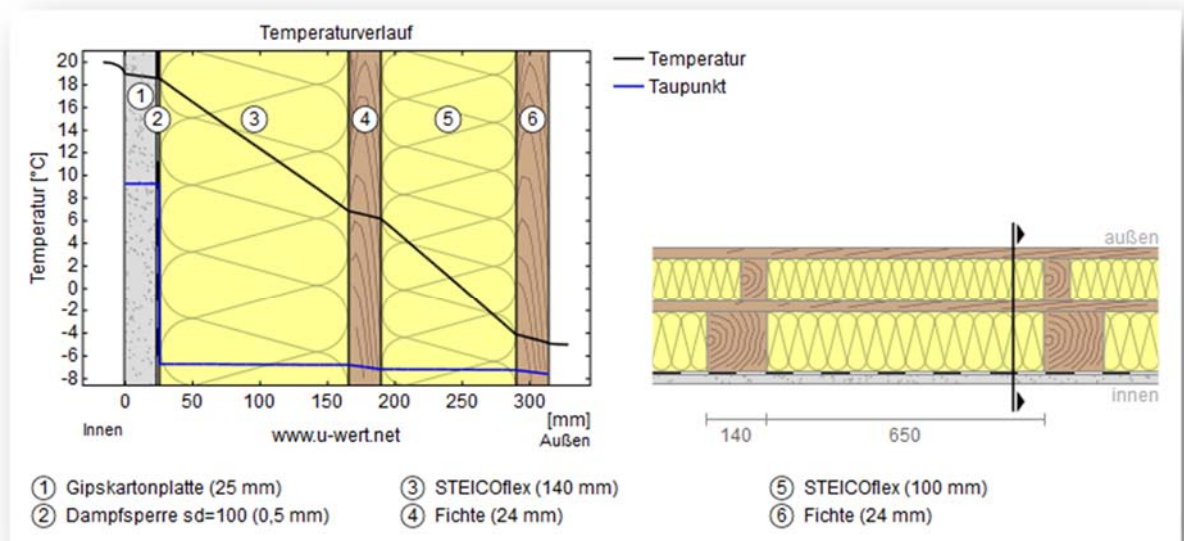 Temperaturverlauf
20
18
16
14
12
10
8
6
4
2
0
-2
-4
-6
-8
Temperatur [°C]
1
2
3
4
5
6
0
50
100
150
200
250
300
[mm]
Innen
www.u-wert.net
Außen
Temperatur
Taupunkt
außen
innen
140
650
1 Gipskartonplatte (25 mm)
2 Dampfsperre sd=100 (0,5 mm)
3 STEICOflex (140 mm)
4 Fichte (24 mm)
5 STEICOflex (100 mm)
6 Fichte (24 mm)